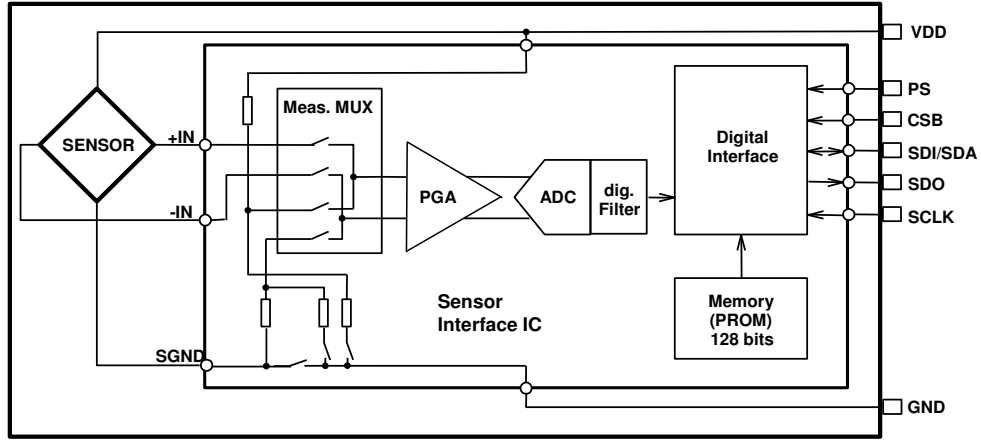 VDD
PS
Meas. MUX
CSB
+IN
SENSOR
Digital
Interface
SDI/SDA
SDO
PGA
ADC
dig.
Filter
-IN
SCLK
Sensor
Interface IC
Memory
(PROM)
128 bits
SGND
GND